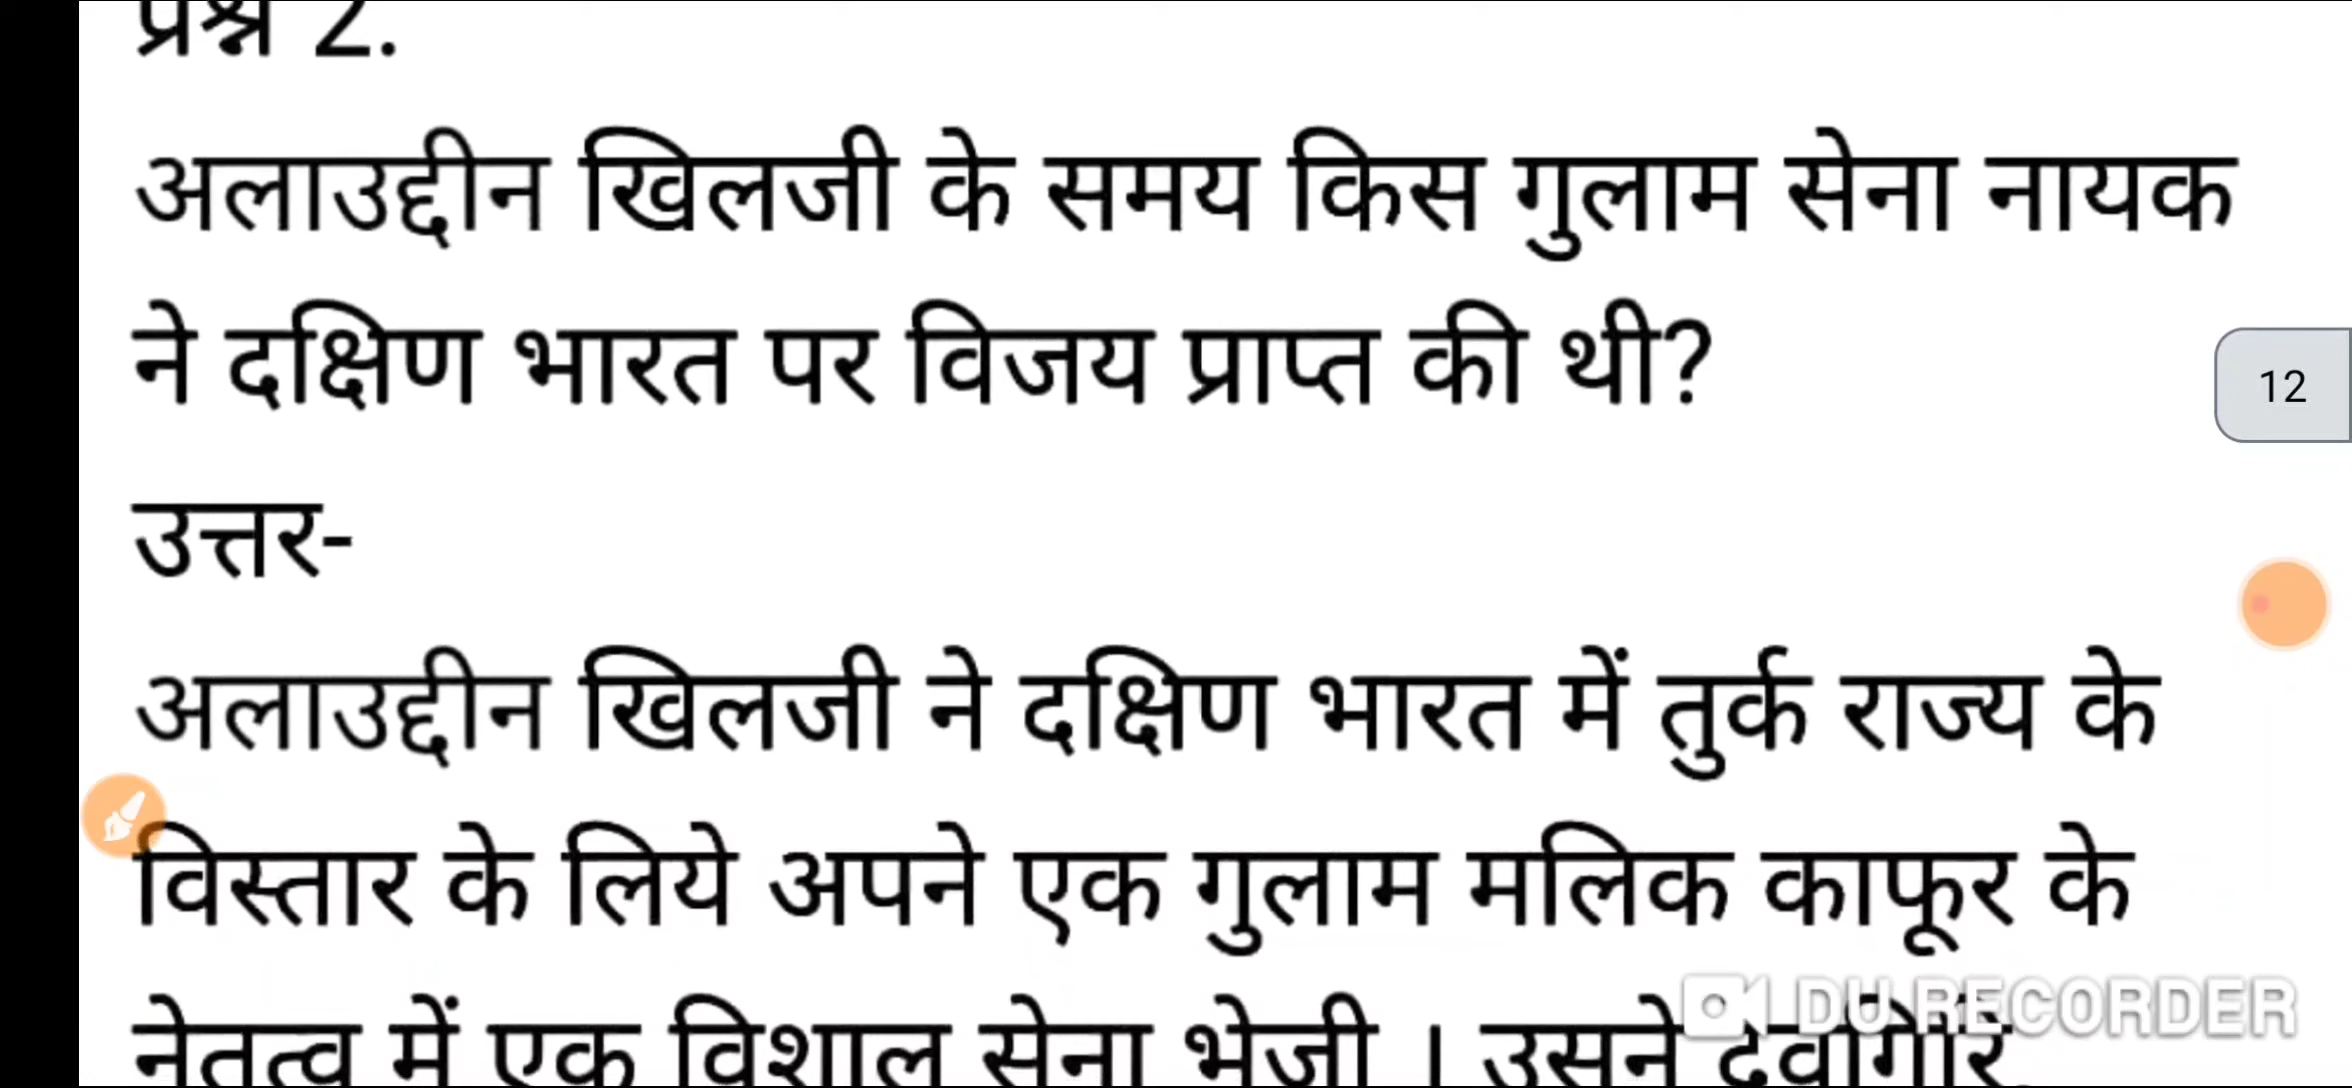 प्रश्न 2.
अलाउद्दीन खिलजी के समय किस गुलाम सेना नायक
ने दक्षिण भारत पर विजय प्राप्त की थी?
12
उत्तर-
अलाउद्दीन खिलजी ने दक्षिण भारत में तुर्क राज्य के
विस्तार के लिये अपने एक गुलाम मलिक काफूर के
नेतृत्व में एक विशाल सेना भेजी । उसने देवगिरि
DU RECORDER